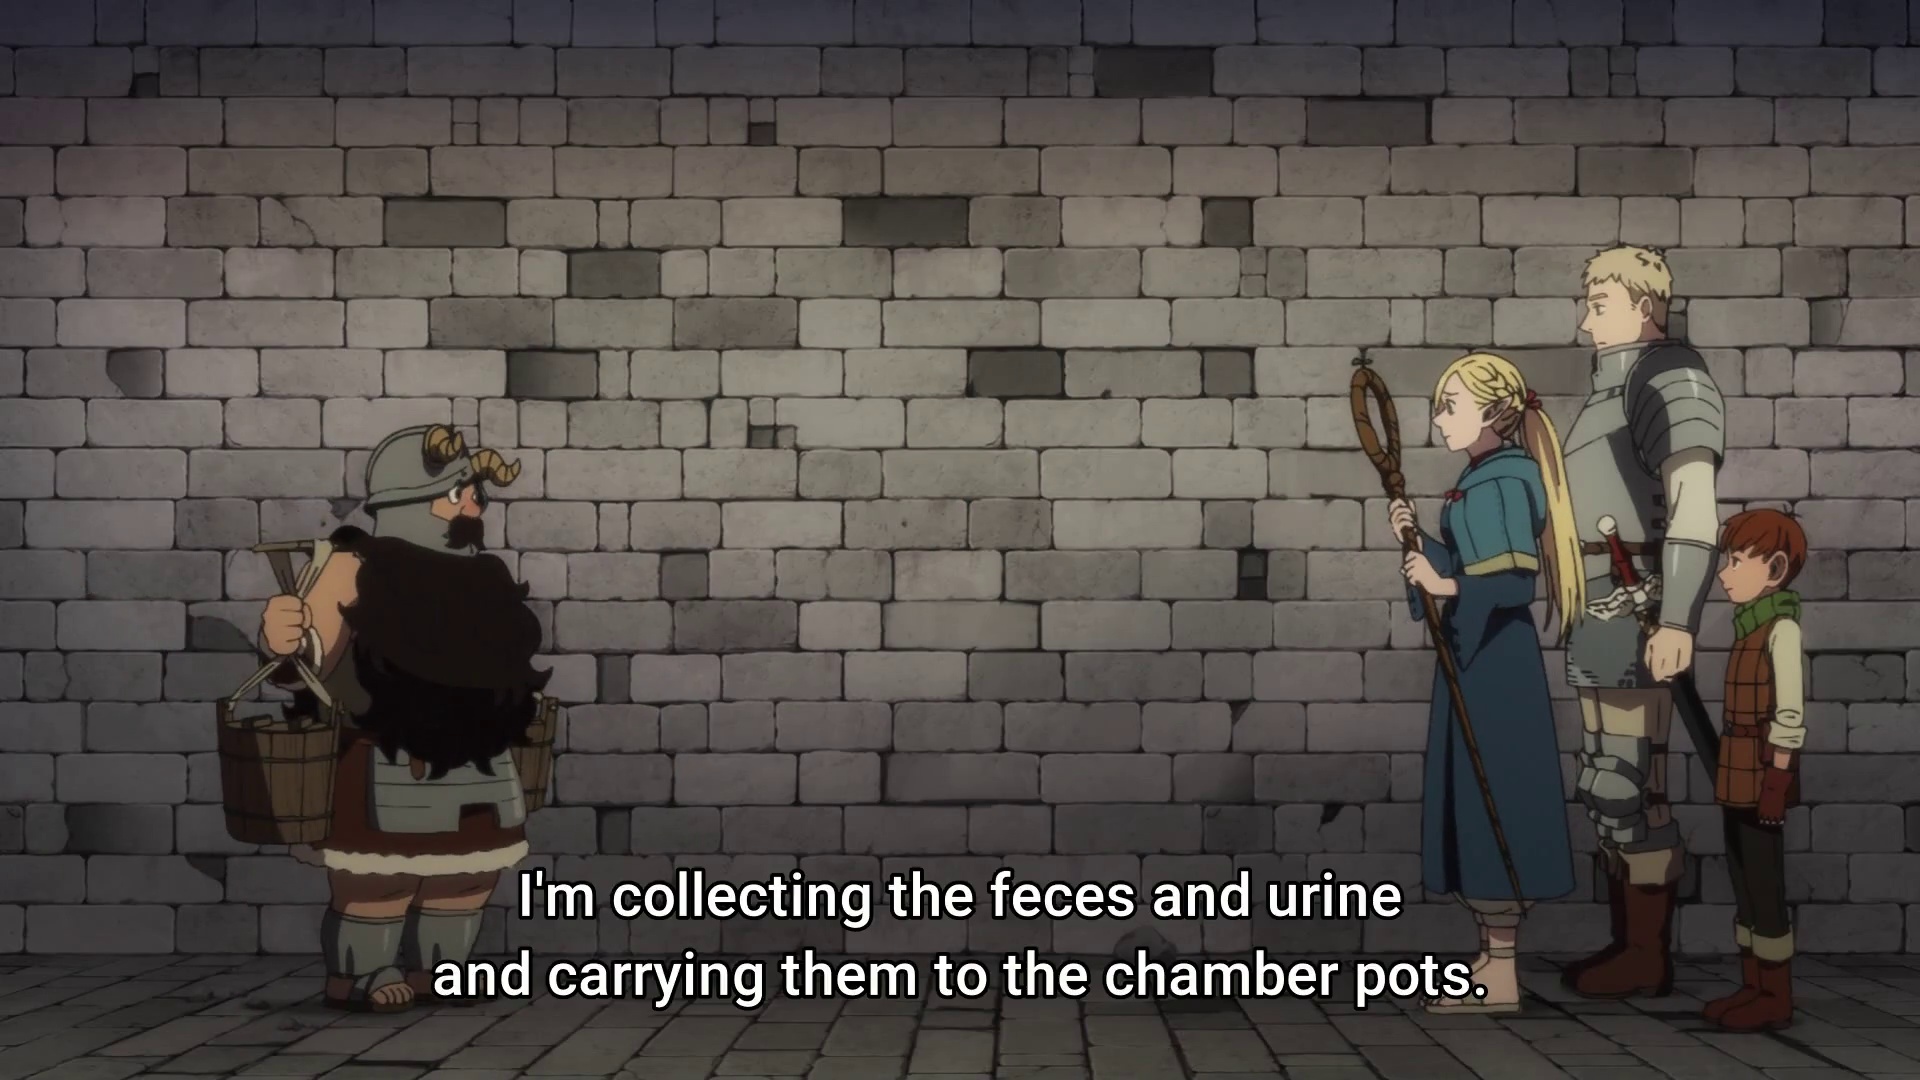 I'm collecting the feces and urine
and carrying them to the chamber pots.